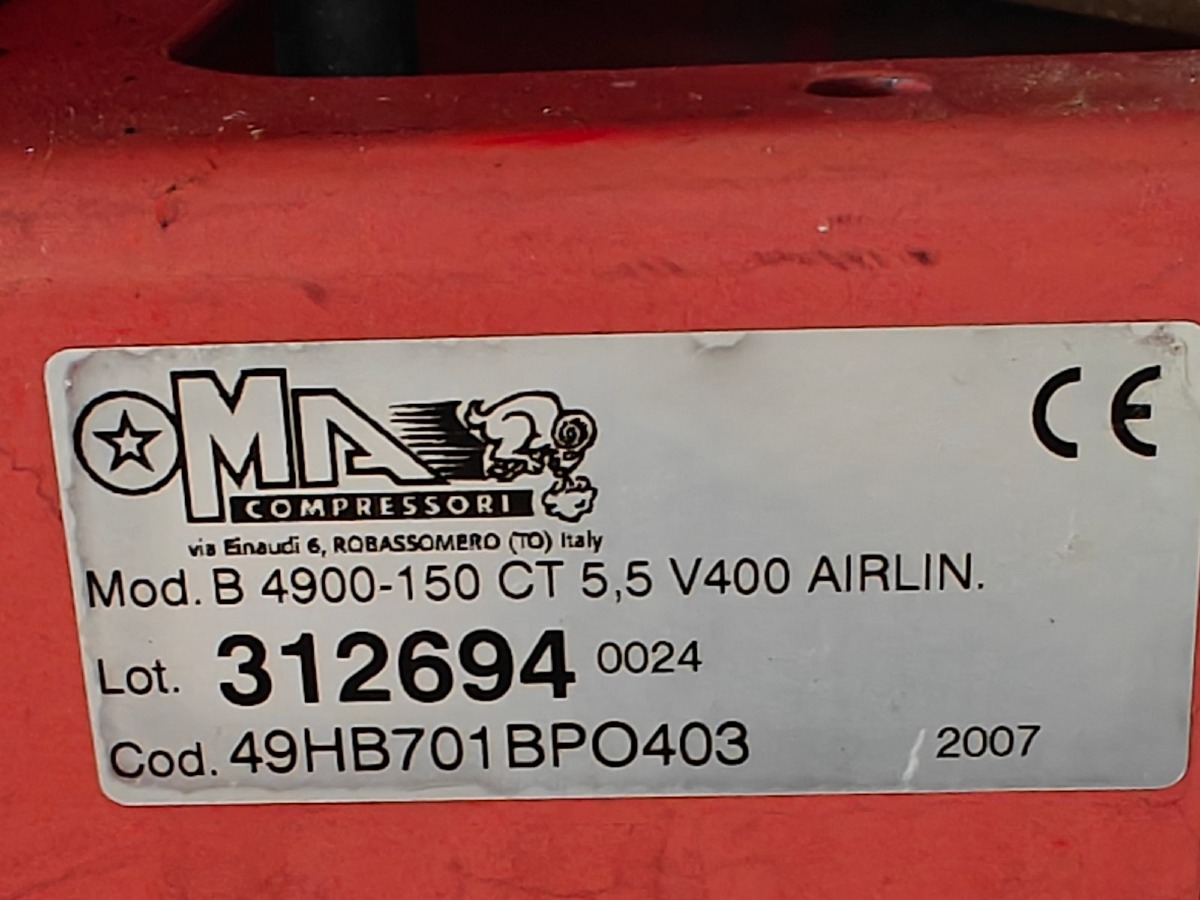 OMA
COMPRESSORI
via Einaudi 6, ROBASSOMERO (TO) Italy
CE
Mod. B 4900-150 CT 5,5 V400 AIRLIN.
Lot. 312694 0024
Cod. 49HB701BPO403 2007